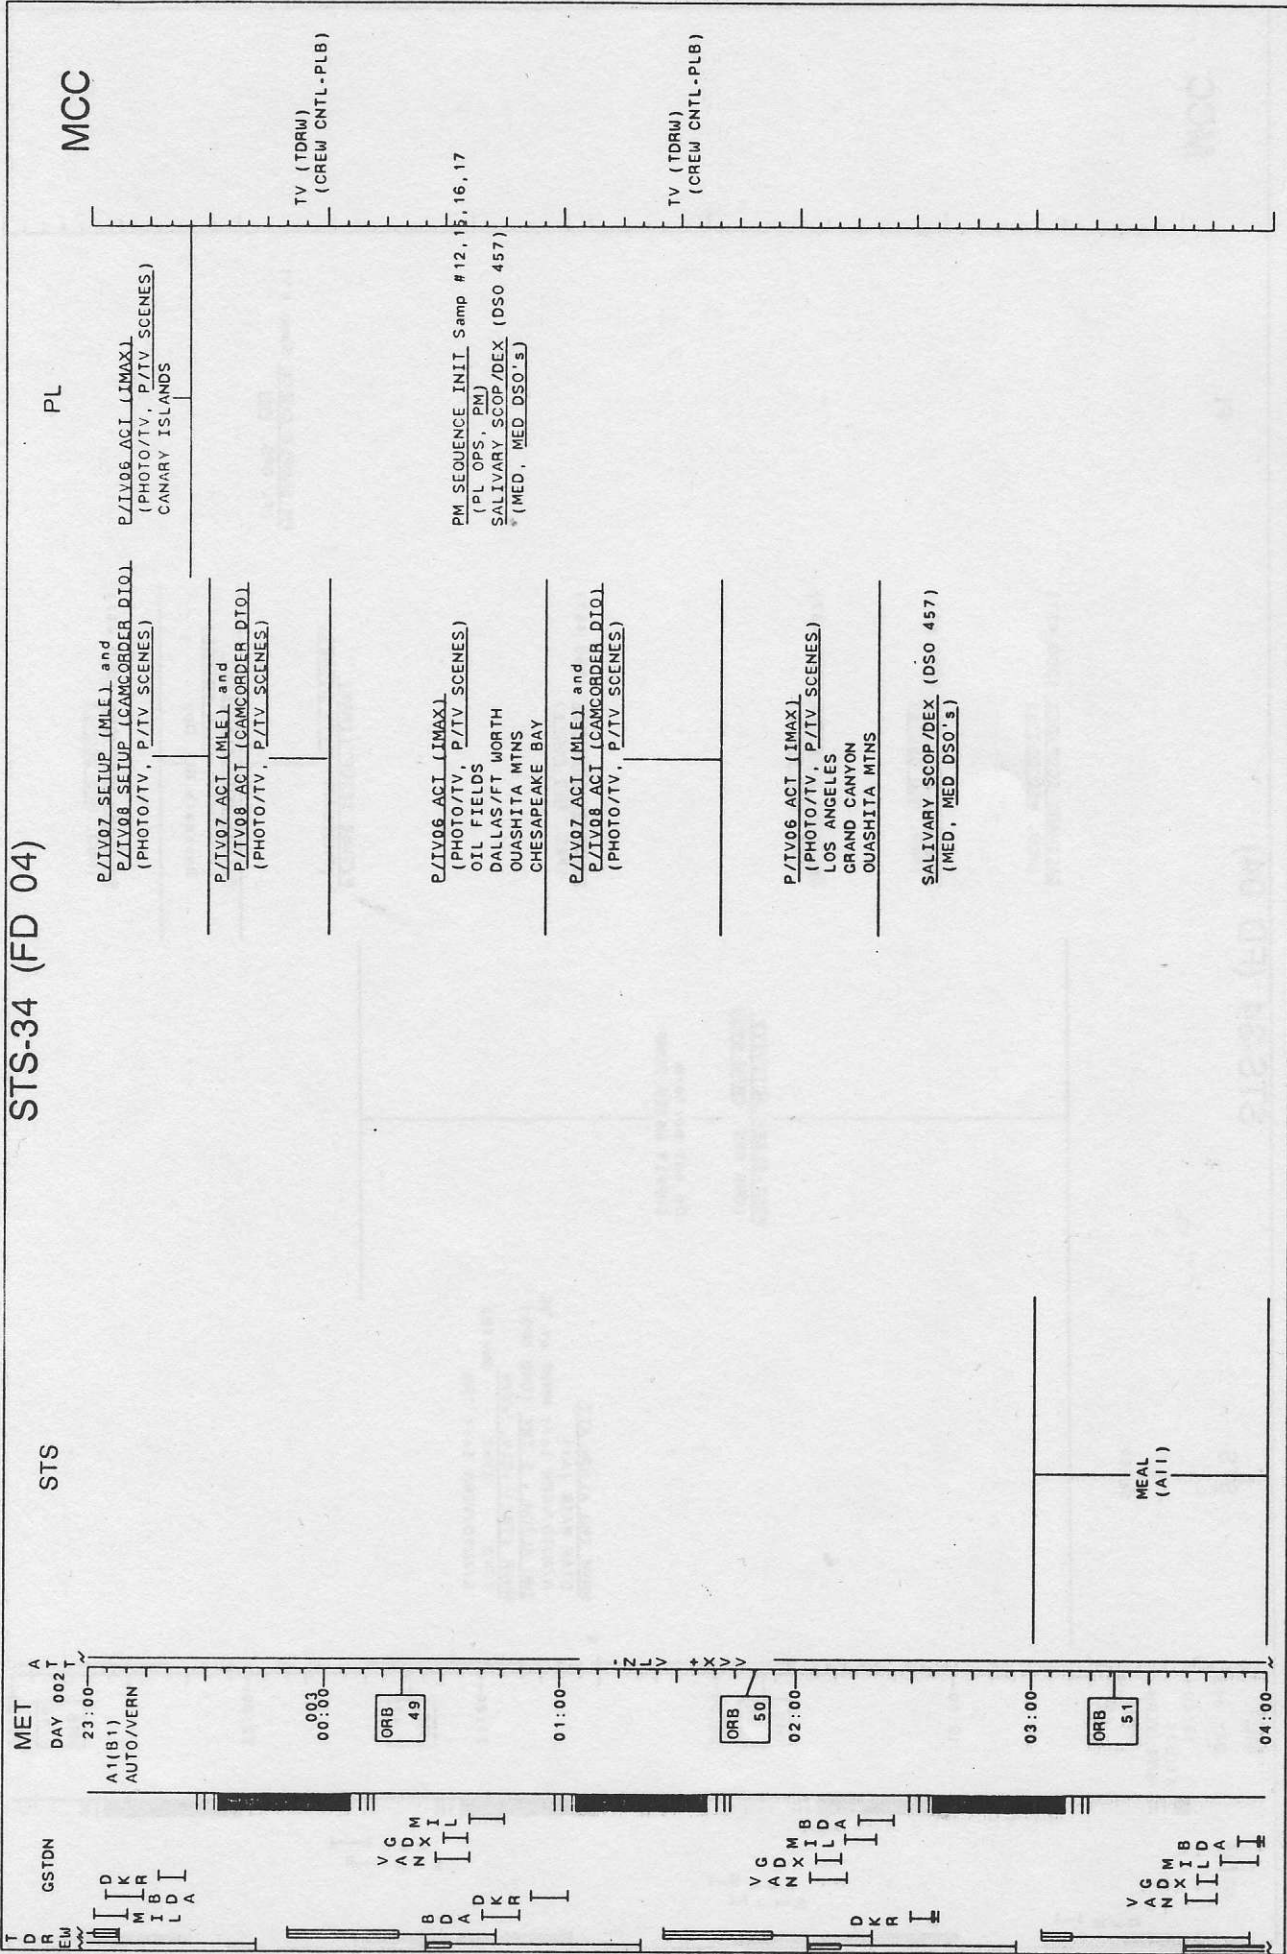 STS-34 (FD 04)
MET
STS
PL
MCC
T
D
R
EW
GSTDN
DAY 002
A
T
T
23:00
A1(B1)
AUTO/VERN
003
00:00
ORB
49
01:00
-
Z
L
V
+
X
V
V
ORB
50
02:00
03:00
ORB
51
04:00
D
K
R
M
I
L
B
D
A
V
A
N
G
D
X
M
I
L
B
D
A
D
K
R
V
A
N
G
D
X
M
I
L
B
D
A
D
K
R
V
A
N
G
D
X
M
I
L
B
D
A
MEAL
(All)
P/TV07 SETUP (MLE) and
P/TV08 SETUP (CAMCORDER DTO)
(PHOTO/TV, P/TV SCENES)
P/TV07 ACT (MLE) and
P/TV08 ACT (CAMCORDER DTO)
(PHOTO/TV, P/TV SCENES)
P/TV06 ACT (IMAX)
(PHOTO/TV, P/TV SCENES)
OIL FIELDS
DALLAS/FT WORTH
OUASHITA MTNS
CHESAPEAKE BAY
P/TV07 ACT (MLE) and
P/TV08 ACT (CAMCORDER DTO)
(PHOTO/TV, P/TV SCENES)
P/TV06 ACT (IMAX)
(PHOTO/TV, P/TV SCENES)
LOS ANGELES
GRAND CANYON
OUASHITA MTNS
SALIVARY SCOP/DEX (DSO 457)
(MED, MED DSO's)
P/TV06 ACT (IMAX)
(PHOTO/TV, P/TV SCENES)
CANARY ISLANDS
PM SEQUENCE INIT Samp #12,15,16,17
(PL OPS, PM)
SALIVARY SCOP/DEX (DSO 457)
(MED, MED DSO's)
TV (TDRW)
(CREW CNTL-PLB)
TV (TDRW)
(CREW CNTL-PLB)